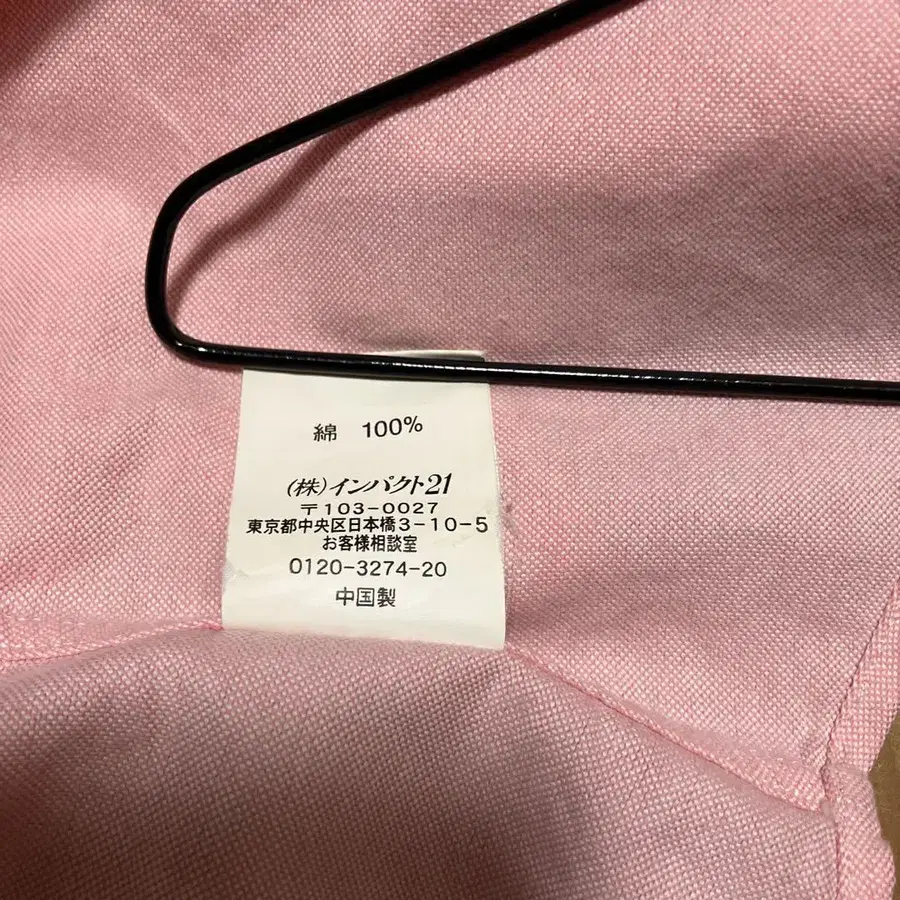 綿 100%
(株)インパクト21
〒103-0027
東京都中央区日本橋3-10-5
お客様相談室
0120-3274-20
中国製